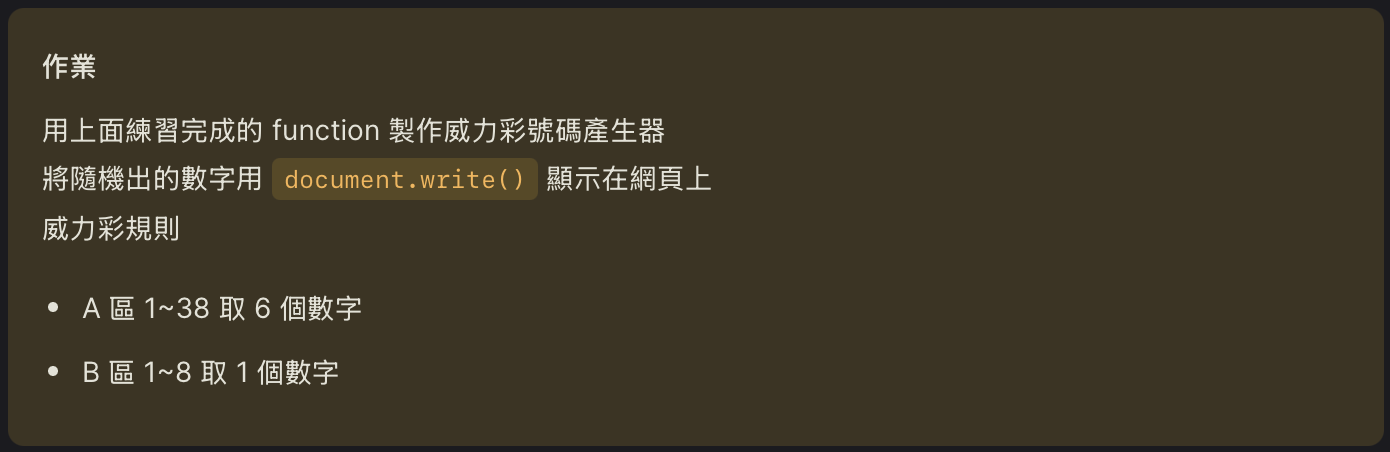 作業
用上面練習完成的 function 製作威力彩號碼產生器
將隨機出的數字用 document.write() 顯示在網頁上
威力彩規則
• A 區 1~38 取 6 個數字
• B 區 1~8 取 1 個數字